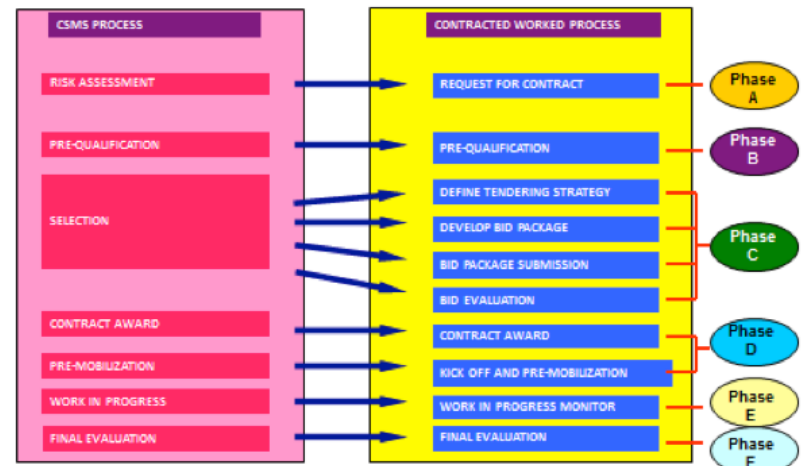 CSMS PROCESS
CONTRACTED WORKED PROCESS
RISK ASSESSMENT
REQUEST FOR CONTRACT
Phase
A
PRE-QUALIFICATION
PRE-QUALIFICATION
Phase
B
SELECTION
DEFINE TENDERING STRATEGY
DEVELOP BID PACKAGE
BID PACKAGE SUBMISSION
BID EVALUATION
Phase
C
CONTRACT AWARD
CONTRACT AWARD
PRE-MOBILIZATION
KICK OFF AND PRE-MOBILIZATION
Phase
D
WORK IN PROGRESS
WORK IN PROGRESS MONITOR
Phase
E
FINAL EVALUATION
FINAL EVALUATION
Phase